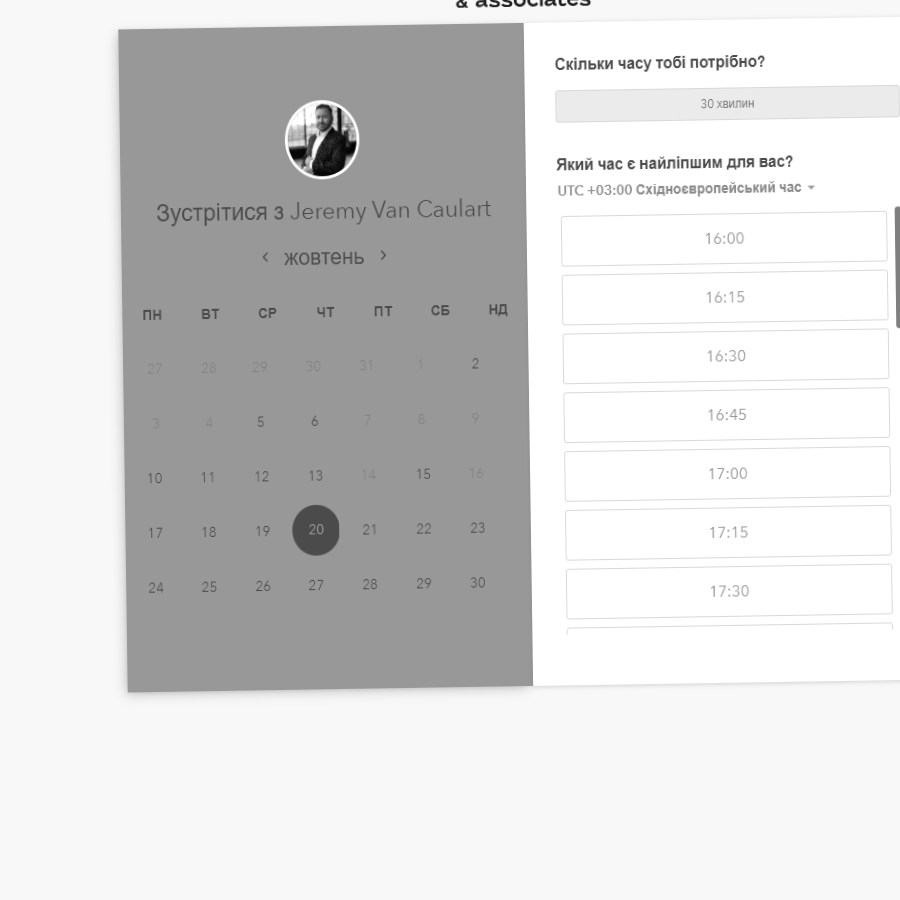 & associates
Зустрітися з Jeremy Van Caulart
‹ жовтень ›
ПН ВТ СР ЧТ ПТ СБ НД
27 28 29 30 31 1 2
3 4 5 6 7 8 9
10 11 12 13 14 15 16
17 18 19 20 21 22 23
24 25 26 27 28 29 30
Скільки часу тобі потрібно?
30 хвилин
Який час є найліпшим для вас?
UTC +03:00 Східноєвропейський час
16:00
16:15
16:30
16:45
17:00
17:15
17:30